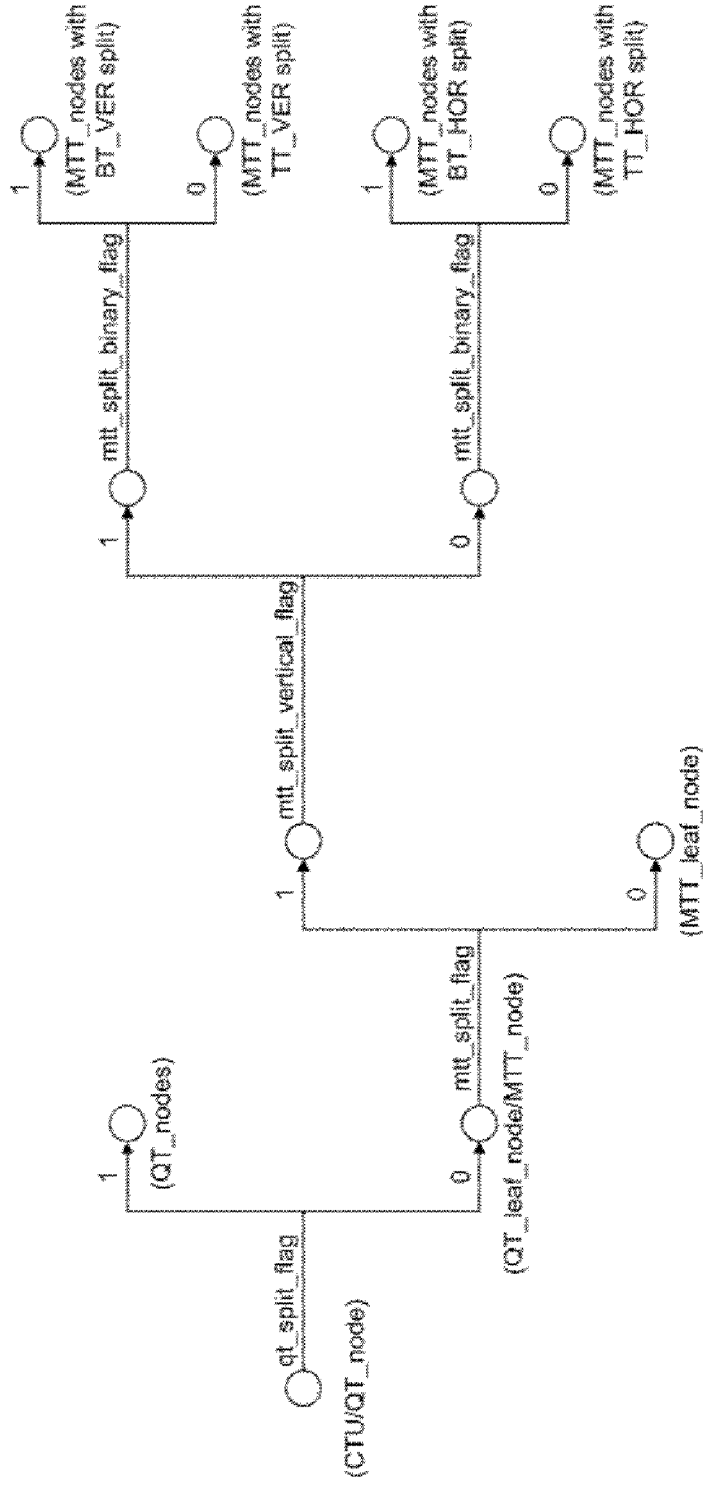 qt_split_flag
(CTU/QT_node)
1
(QT_nodes)
0
(QT_leaf_node/MTT_node)
mtt_split_flag
1
0
(MTT_leaf_node)
mtt_split_vertical_flag
1
0
mtt_split_binary_flag
1
(MTT_nodes with
BT_VER split)
0
(MTT_nodes with
TT_VER split)
mtt_split_binary_flag
1
(MTT_nodes with
BT_HOR split)
0
(MTT_nodes with
TT_HOR split)